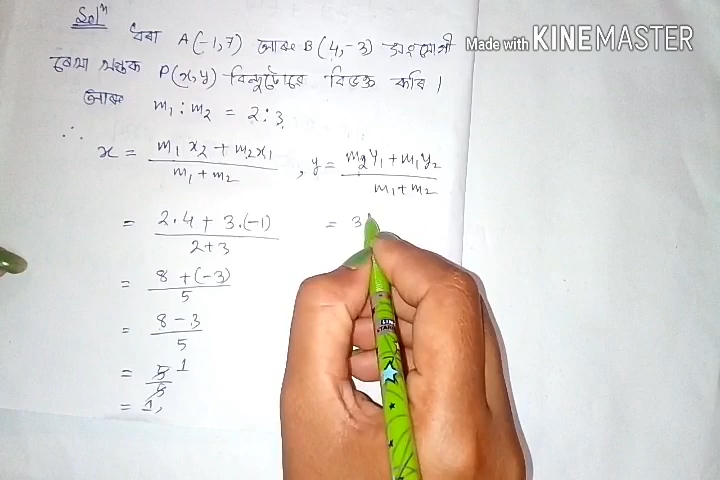 Solⁿ
ধৰা A(-1, 7) আৰু B(4, -3) সংযোগী
Made with KINEMASTER
ৰেখা P(x, y) বিন্দুটোৱে বিভক্ত কৰি।
আৰু m₁ : m₂ = 2 : 3
∴ x = (m₁x₂ + m₂x₁)/(m₁ + m₂) , y = (m₂y₁ + m₁y₂)/(m₁ + m₂)
= (2·4 + 3·(-1))/(2+3) = 3
= (8 + (-3))/5
= (8 - 3)/5
= 5/5 1
= 1,